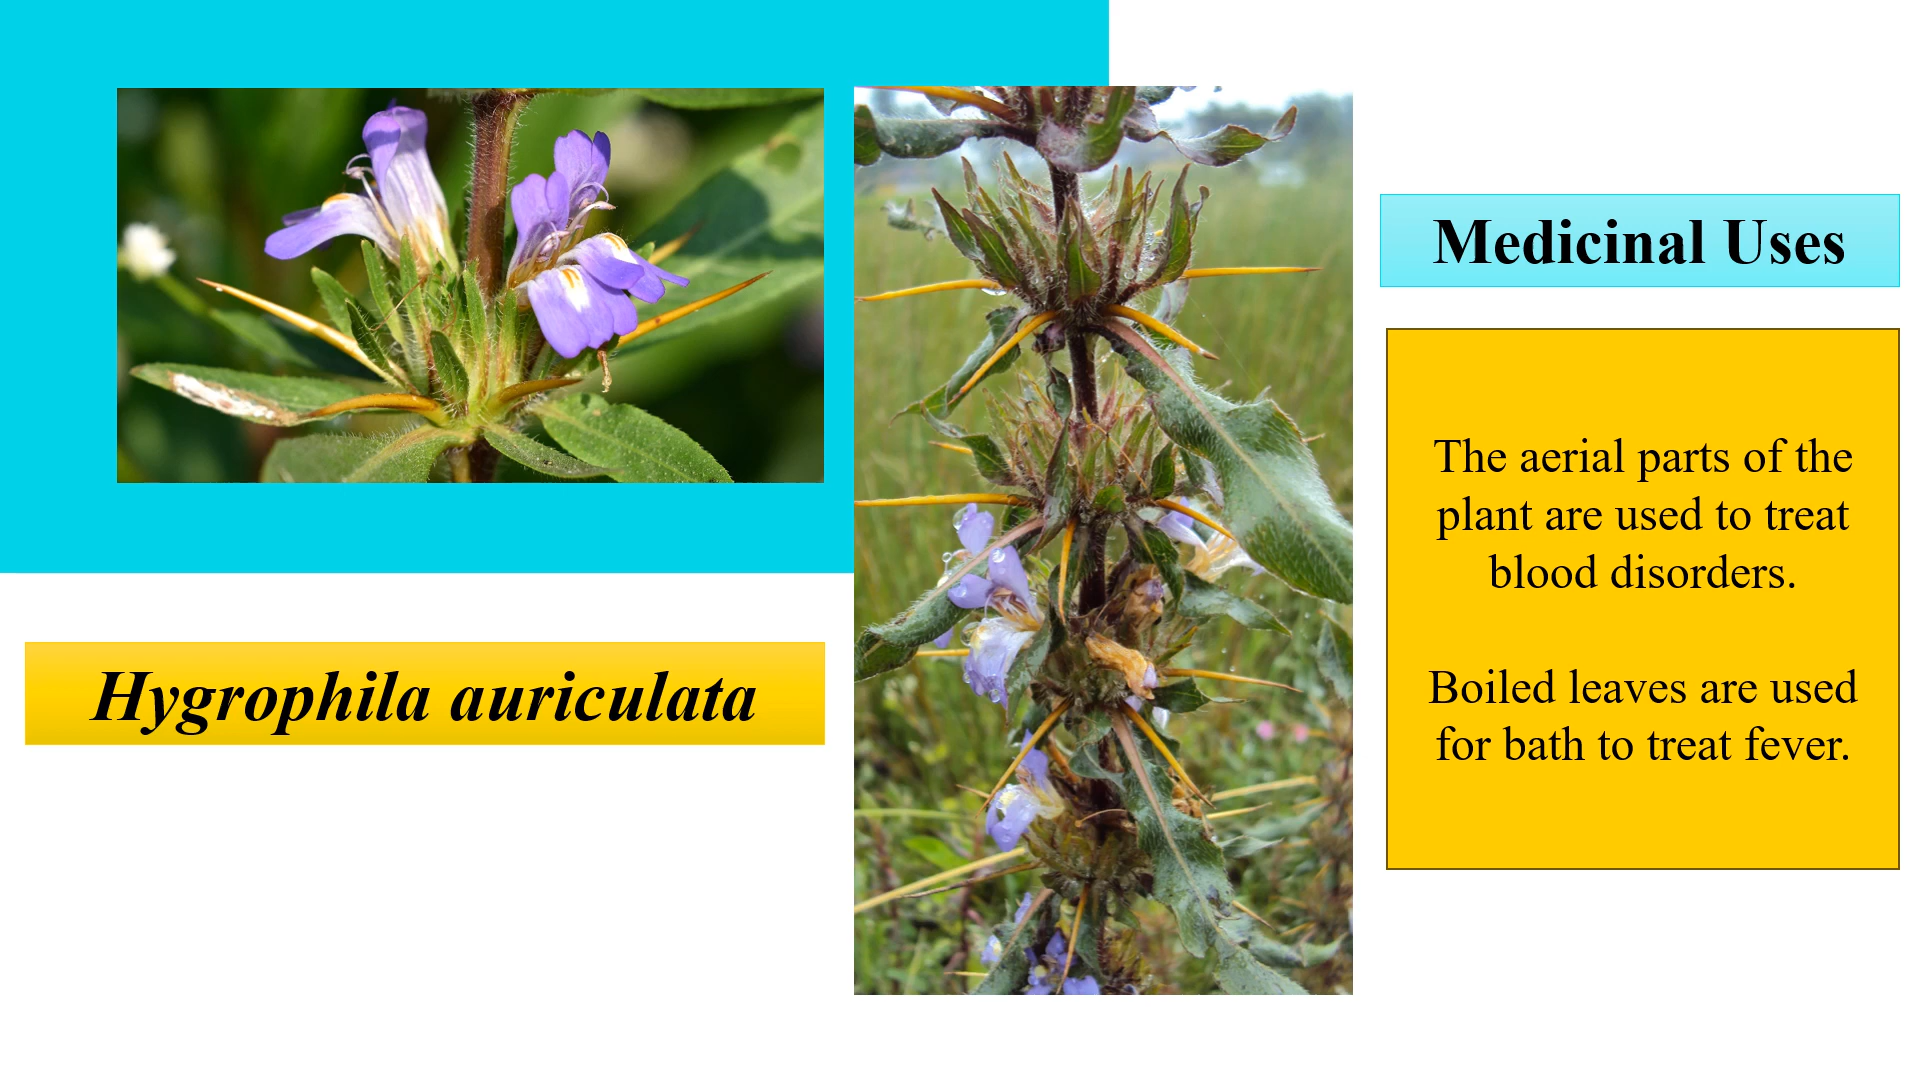 Medicinal Uses
The aerial parts of the
plant are used to treat
blood disorders.
Boiled leaves are used
for bath to treat fever.
Hygrophila auriculata